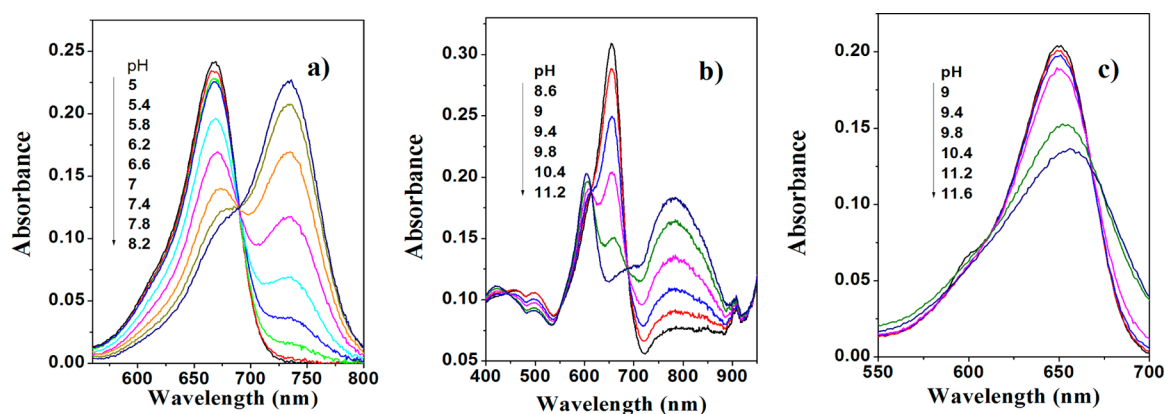 a)
pH
5
5.4
5.8
6.2
6.6
7
7.4
7.8
8.2
0.25
0.20
0.15
0.10
0.05
0.00
600 650 700 750 800
Wavelength (nm)
Absorbance
b)
pH
8.6
9
9.4
9.8
10.4
11.2
0.30
0.25
0.20
0.15
0.10
0.05
400 500 600 700 800 900
Wavelength (nm)
Absorbance
c)
pH
9
9.4
9.8
10.4
11.2
11.6
0.20
0.15
0.10
0.05
0.00
550 600 650 700
Wavelength (nm)
Absorbance